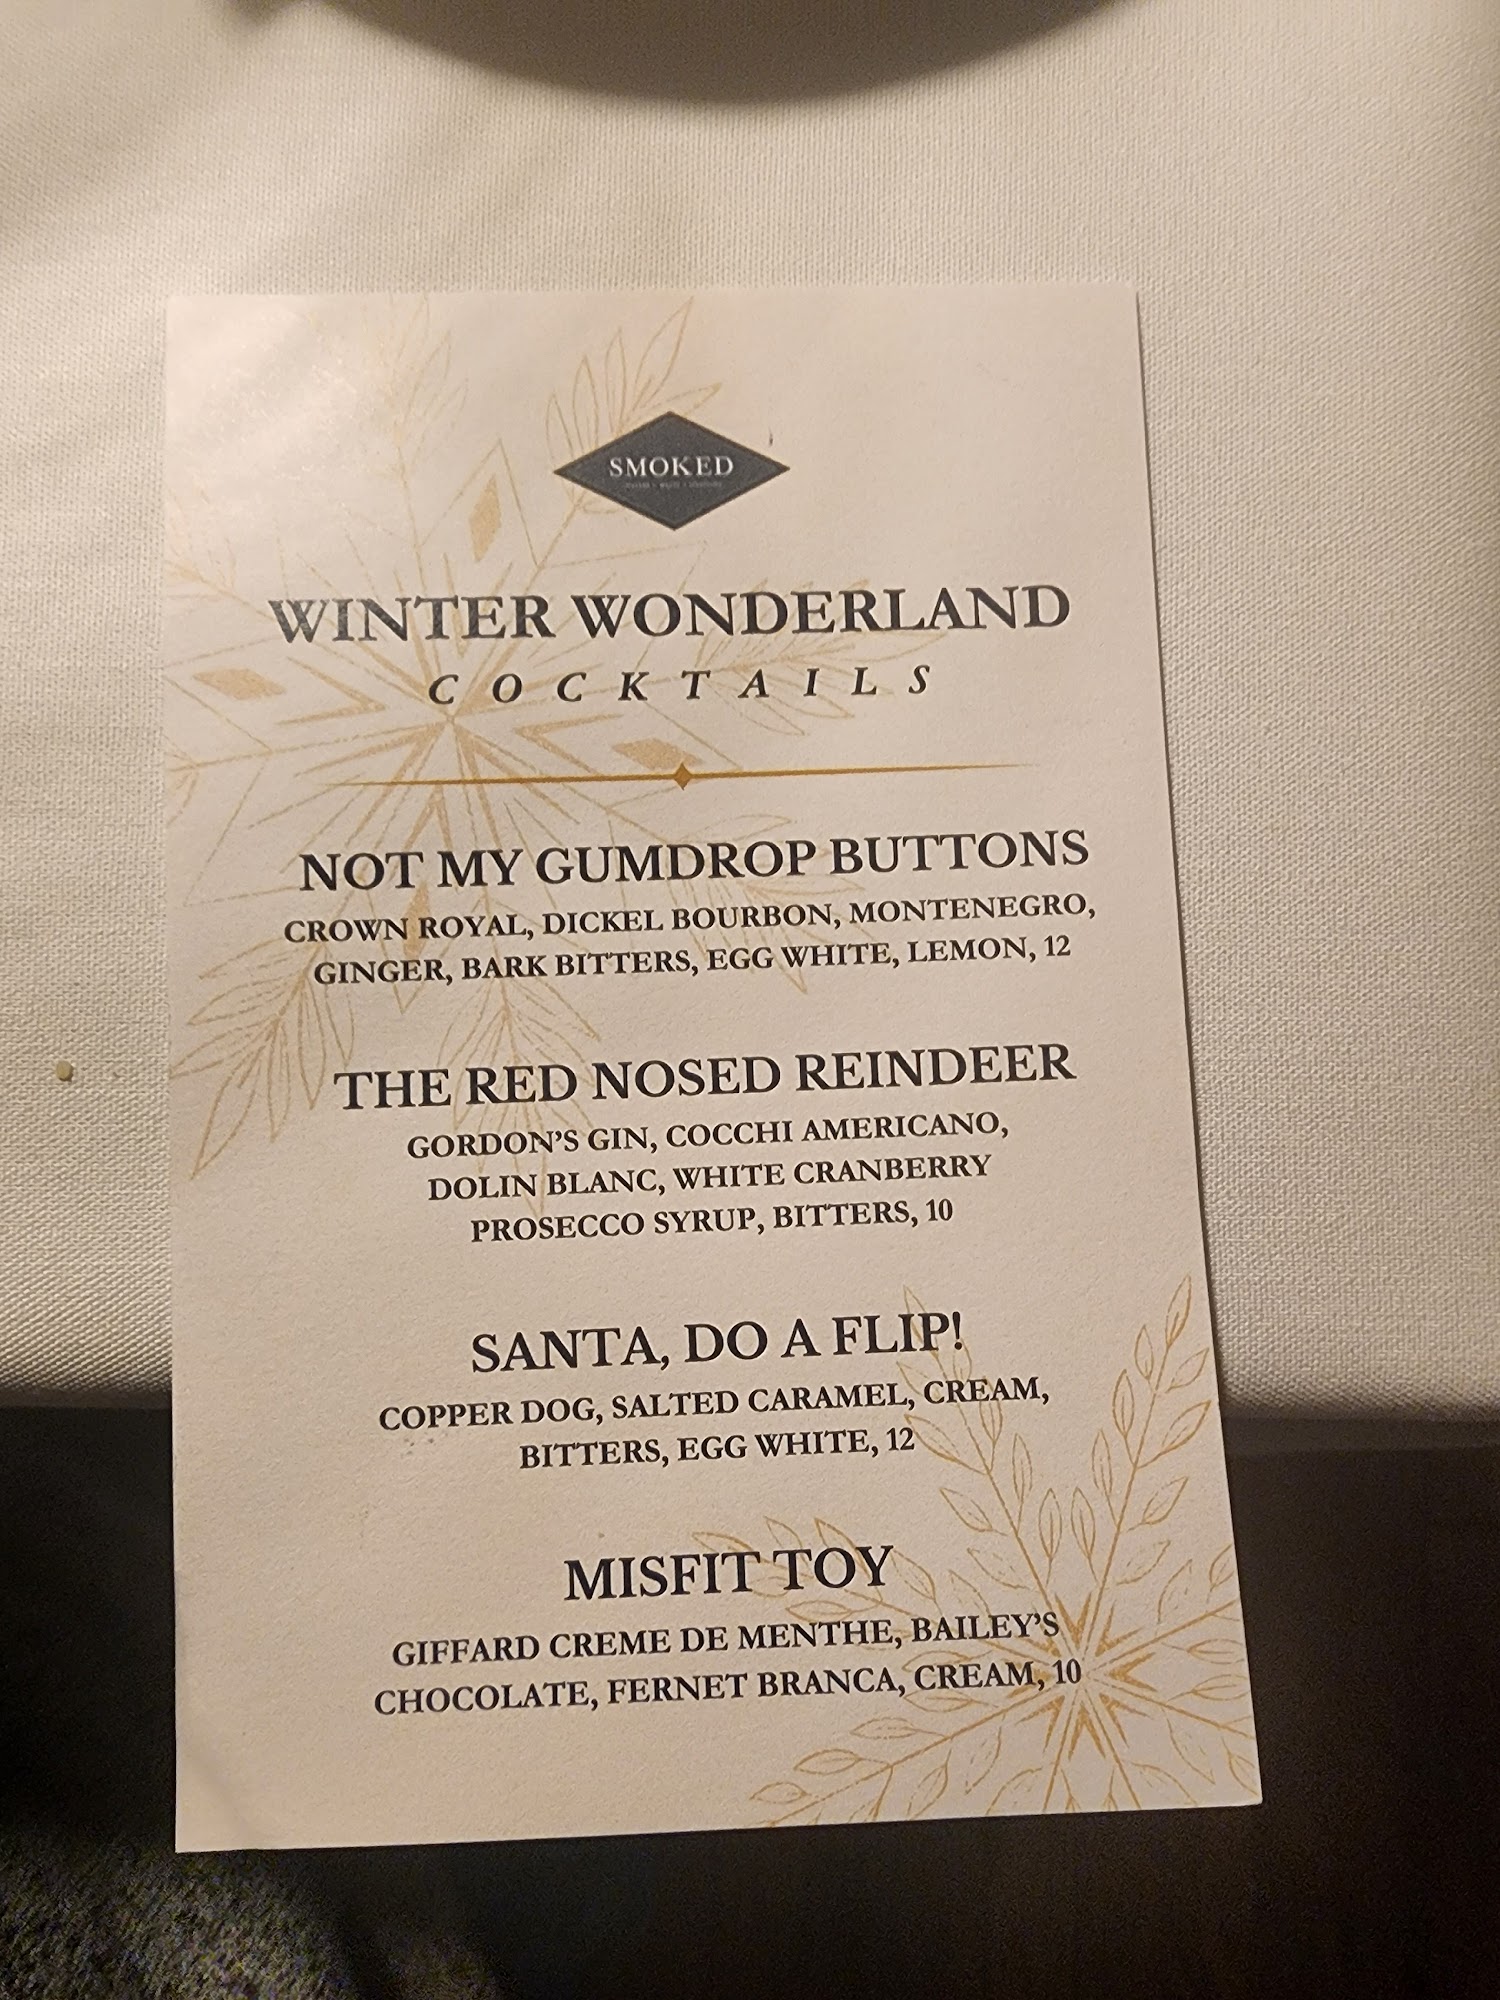 SMOKED
WINTER WONDERLAND
COCKTAILS
NOT MY GUMDROP BUTTONS
CROWN ROYAL, DICKEL BOURBON, MONTENEGRO,
GINGER, BARK BITTERS, EGG WHITE, LEMON, 12
THE RED NOSED REINDEER
GORDON'S GIN, COCCHI AMERICANO,
DOLIN BLANC, WHITE CRANBERRY
PROSECCO SYRUP, BITTERS, 10
SANTA, DO A FLIP!
COPPER DOG, SALTED CARAMEL, CREAM,
BITTERS, EGG WHITE, 12
MISFIT TOY
GIFFARD CREME DE MENTHE, BAILEY'S
CHOCOLATE, FERNET BRANCA, CREAM, 10